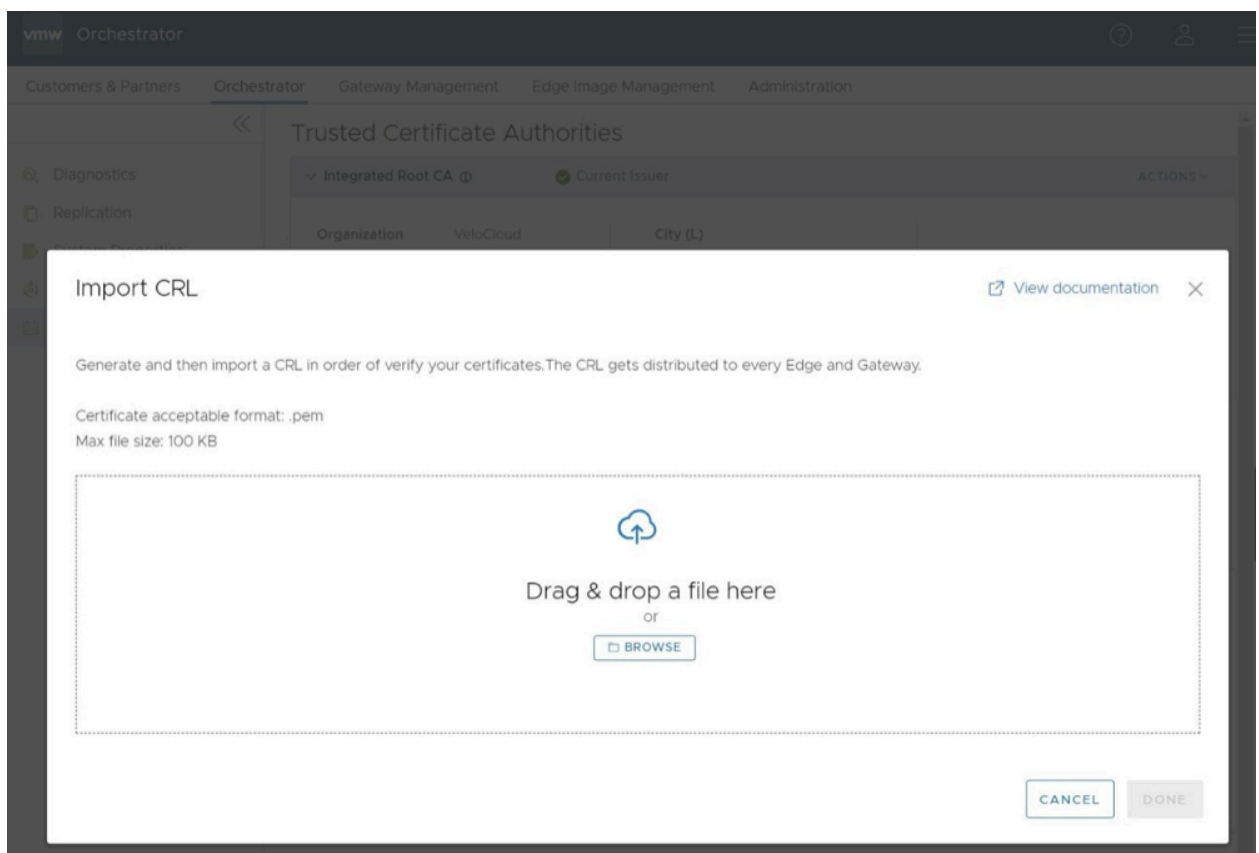 vmw Orchestrator
Customers & Partners Orchestrator Gateway Management Edge Image Management Administration
Trusted Certificate Authorities
Diagnostics
Integrated Root CA Current Issuer ACTIONS
Replication
Organization VeloCloud City (L)
Import CRL
View documentation
Generate and then import a CRL in order of verify your certificates.The CRL gets distributed to every Edge and Gateway.
Certificate acceptable format: .pem
Max file size: 100 KB
Drag & drop a file here
or
BROWSE
CANCEL DONE